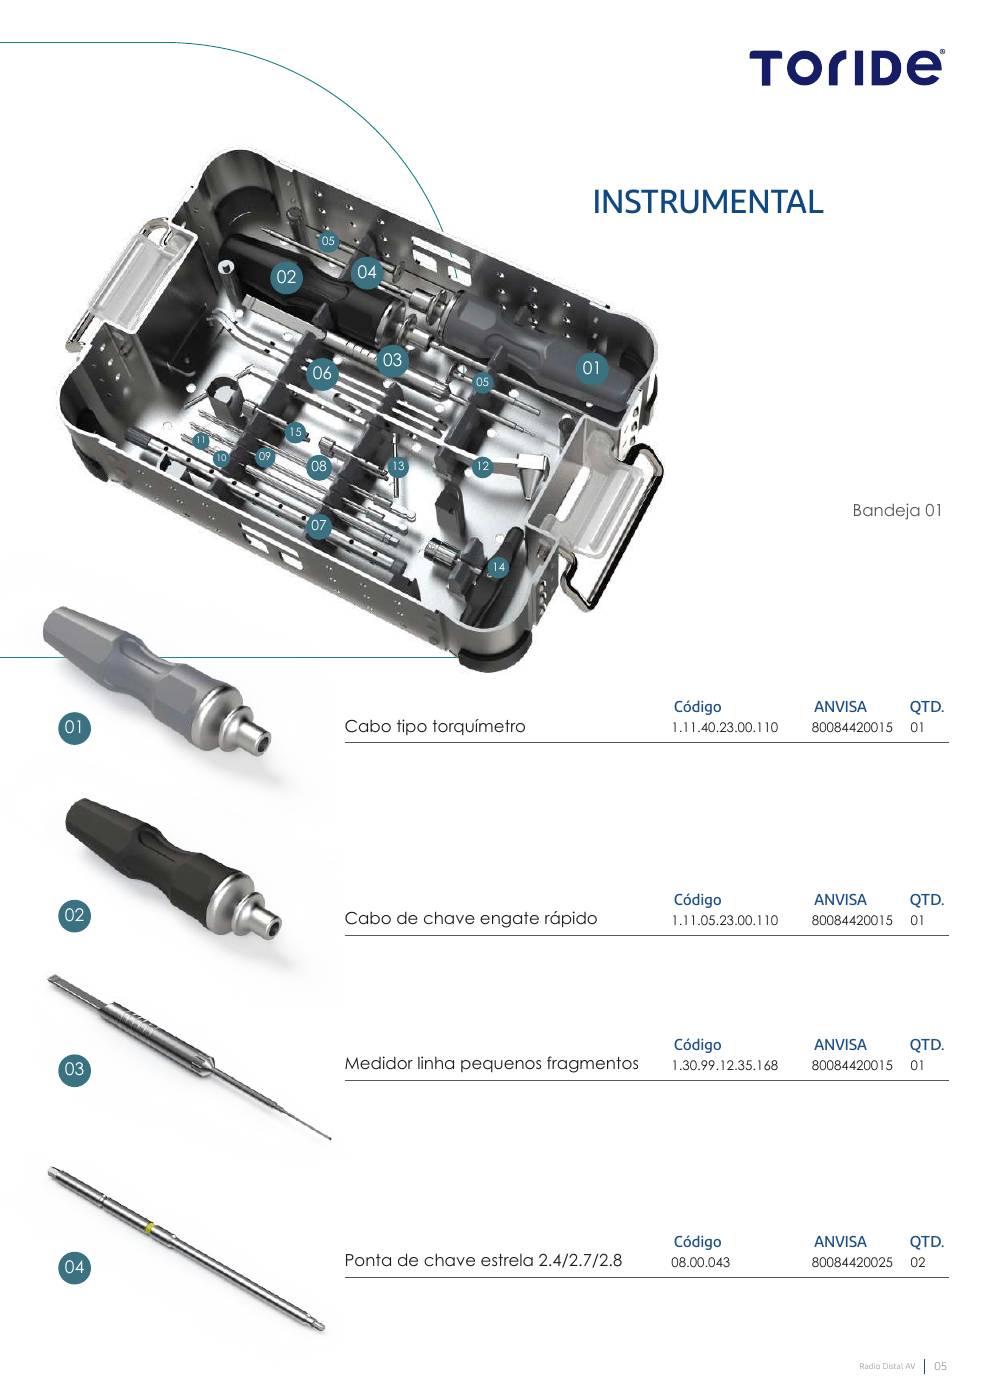 TORIDE®
INSTRUMENTAL
05
02
04
03
01
06
05
15
11
10
09
08
13
12
07
14
Bandeja 01
Código ANVISA QTD.
01 Cabo tipo torquímetro 1.11.40.23.00.110 80084420015 01
Código ANVISA QTD.
02 Cabo de chave engate rápido 1.11.05.23.00.110 80084420015 01
Código ANVISA QTD.
03 Medidor linha pequenos fragmentos 1.30.99.12.35.168 80084420015 01
Código ANVISA QTD.
04 Ponta de chave estrela 2.4/2.7/2.8 08.00.043 80084420025 02
Radio Distal AV | 05